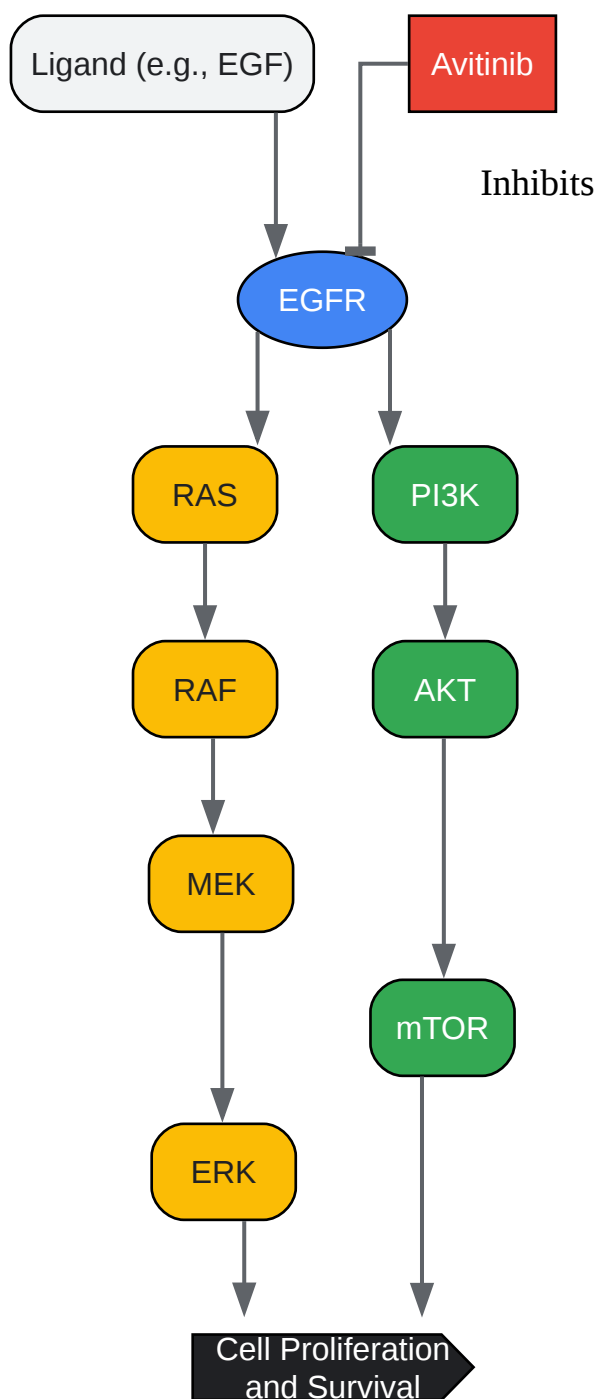 Ligand (e.g., EGF)
Avitinib
Inhibits
EGFR
RAS
PI3K
RAF
AKT
MEK
mTOR
ERK
Cell Proliferation
and Survival